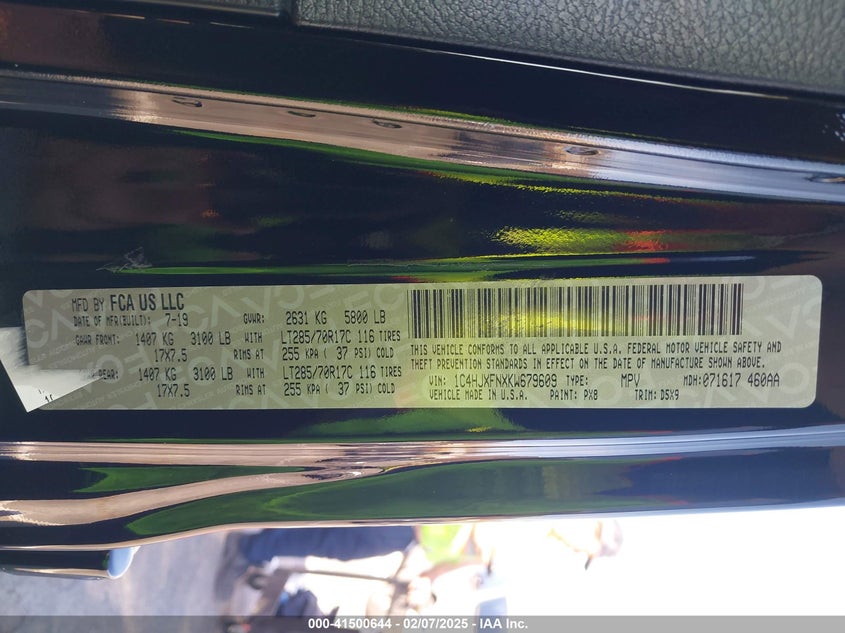 MFD BY FCA US LLC
DATE OF MFR(BUILT): 7-19 GVWR: 2631 KG 5800 LB
GAWR FRONT: 1407 KG 3100 LB WITH LT285/70R17C 116 TIRES
17X7.5 RIMS AT 255 KPA ( 37 PSI) COLD
REAR: 1407 KG 3100 LB WITH LT285/70R17C 116 TIRES
17X7.5 RIMS AT 255 KPA ( 37 PSI) COLD
THIS VEHICLE CONFORMS TO ALL APPLICABLE U.S.A. FEDERAL MOTOR VEHICLE SAFETY AND
THEFT PREVENTION STANDARDS IN EFFECT ON THE DATE OF MANUFACTURE SHOWN ABOVE.
VIN: 1C4HJXFNXKW679609 TYPE: MPV MDH: 071617 460AA
VEHICLE MADE IN U.S.A. PAINT: PX8 TRIM: D5X9
000-41500644 - 02/07/2025 - IAA Inc.